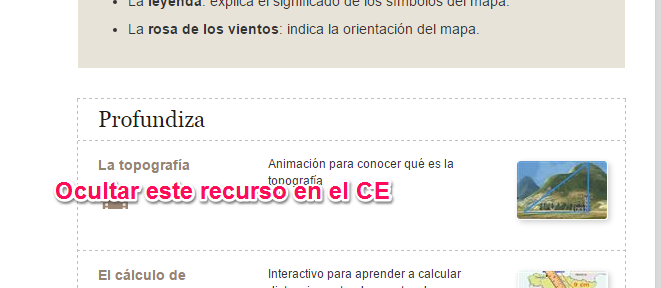 La leyenda: explica el significado de los símbolos del mapa.
La rosa de los vientos: indica la orientación del mapa.
Profundiza
La topografía
Animación para conocer qué es la
topografía
Ocultar este recurso en el CE
El cálculo de
Interactivo para aprender a calcular